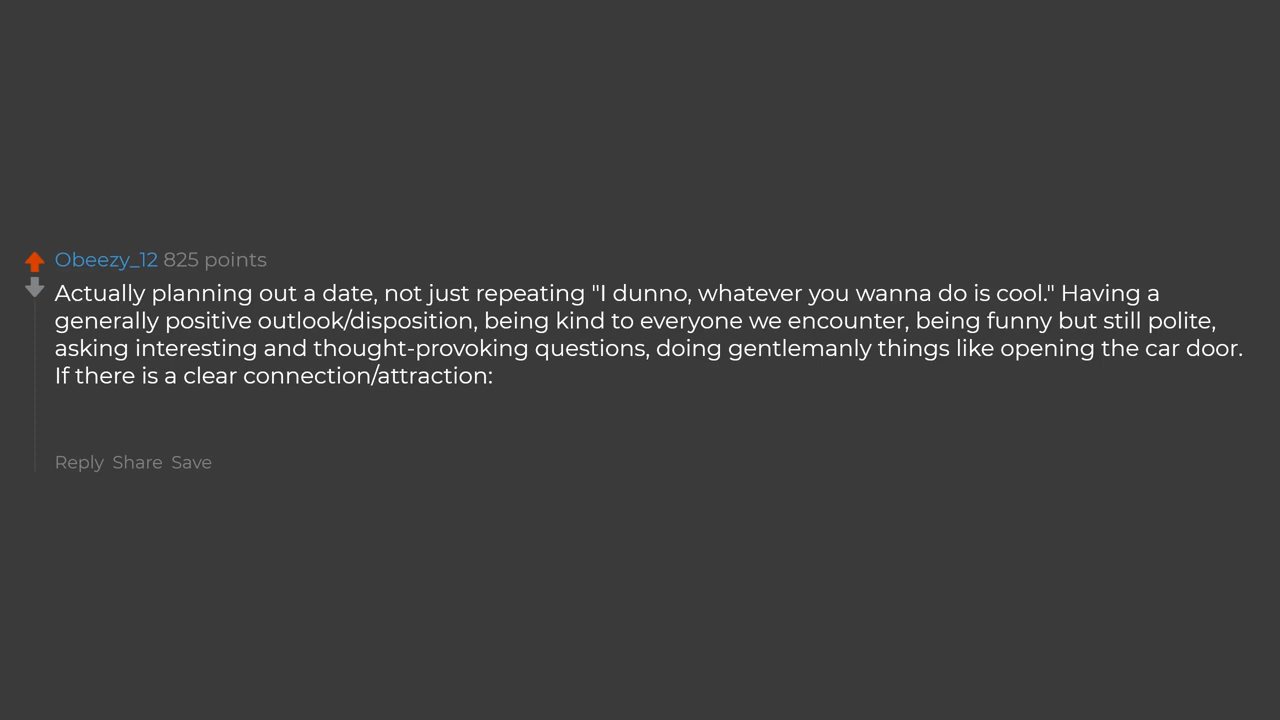 Obeezy_12 825 points
Actually planning out a date, not just repeating "I dunno, whatever you wanna do is cool." Having a
generally positive outlook/disposition, being kind to everyone we encounter, being funny but still polite,
asking interesting and thought-provoking questions, doing gentlemanly things like opening the car door.
If there is a clear connection/attraction:
Reply Share Save